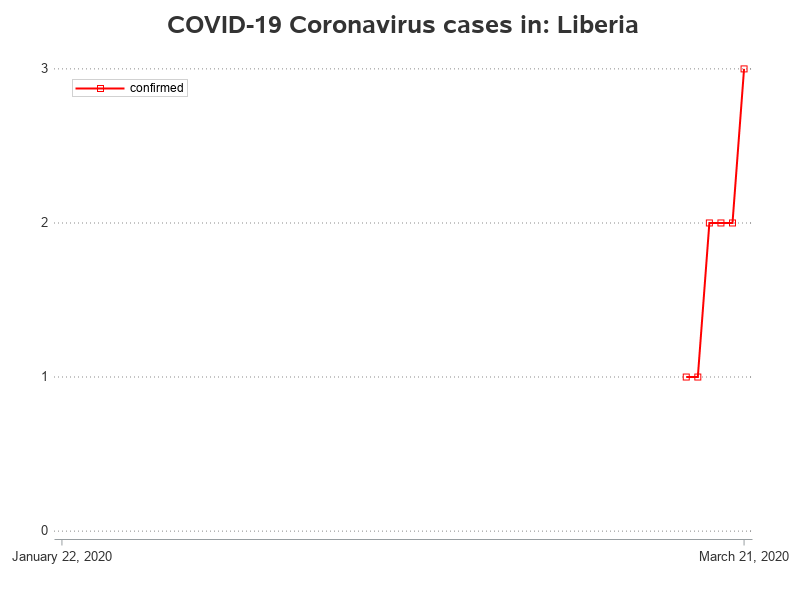 COVID-19 Coronavirus cases in: Liberia
3
confirmed
2
1
0
January 22, 2020
March 21, 2020